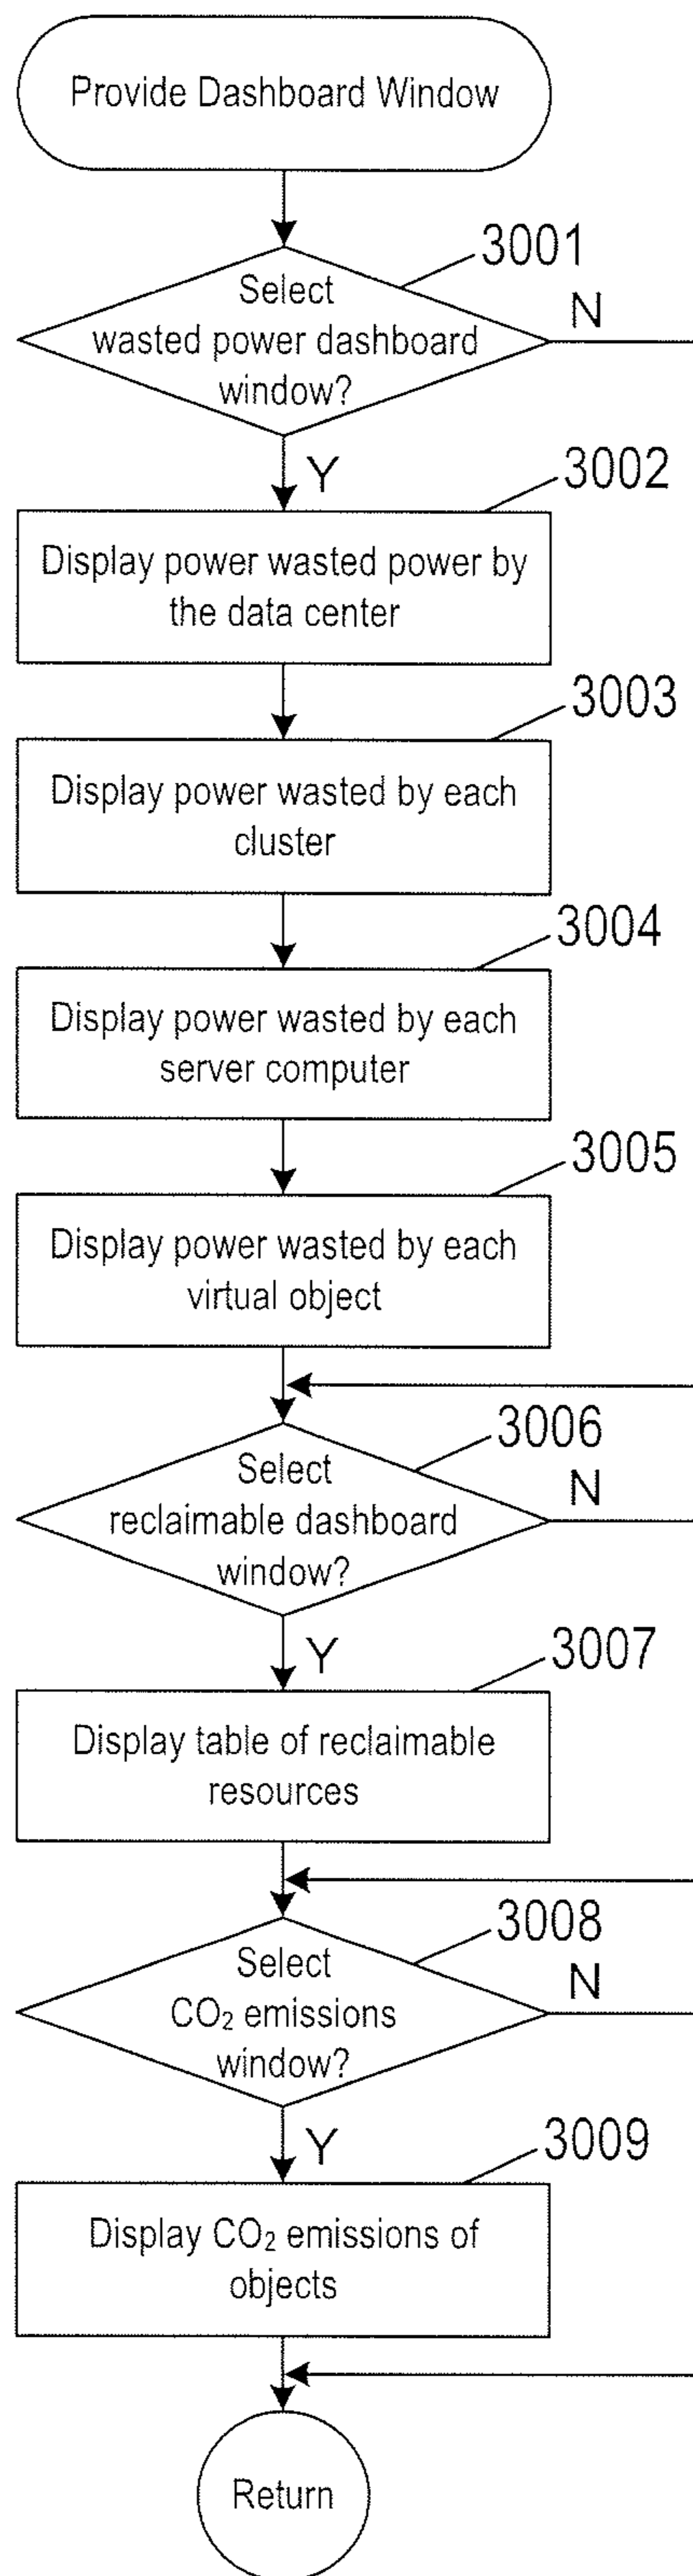 Provide Dashboard Window
3001
Select
wasted power dashboard
window?
N
Y
3002
Display power wasted power by
the data center
3003
Display power wasted by each
cluster
3004
Display power wasted by each
server computer
3005
Display power wasted by each
virtual object
3006
Select
reclaimable dashboard
window?
N
Y
3007
Display table of reclaimable
resources
3008
Select
CO₂ emissions
window?
N
Y
3009
Display CO₂ emissions of
objects
Return